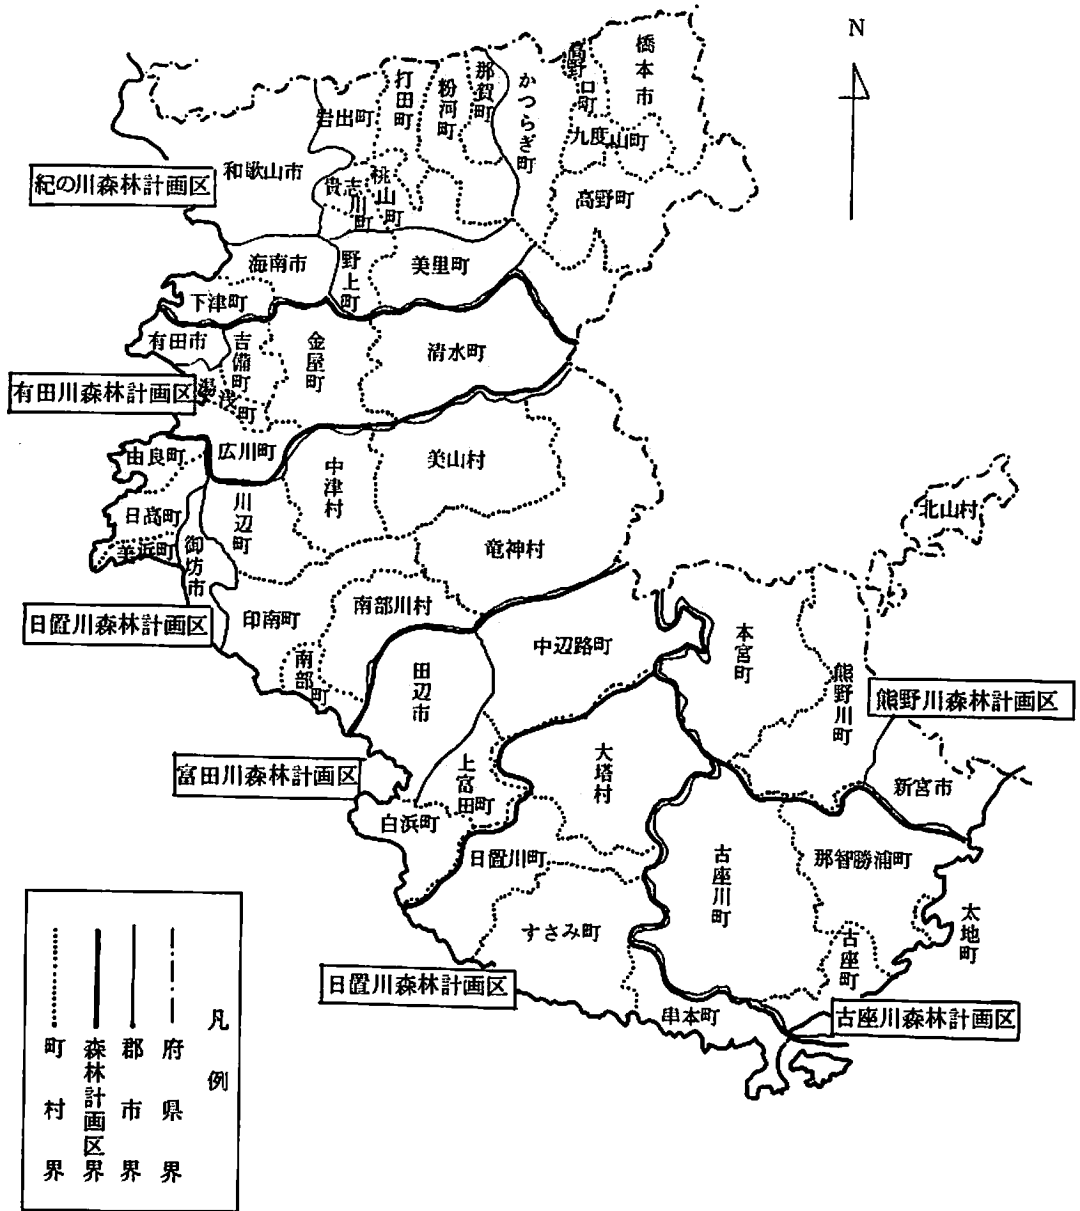 N
橋本市
高野口町
かつらぎ町
那賀町
粉河町
打田町
岩出町
九度山町
和歌山市
紀の川森林計画区
貴志川町
桃山町
高野町
海南市
野上町
美里町
下津町
有田市
吉備町
金屋町
清水町
有田川森林計画区
湯浅町
広川町
由良町
中津村
美山村
川辺町
日高町
美浜町
御坊市
竜神村
北山村
日置川森林計画区
印南町
南部川村
南部町
田辺市
中辺路町
本宮町
熊野川町
熊野川森林計画区
富田川森林計画区
上富田町
大塔村
新宮市
白浜町
日置川町
古座川町
那智勝浦町
太地町
すさみ町
古座町
日置川森林計画区
串本町
古座川森林計画区
凡例
府県界
郡市界
森林計画区界
町村界